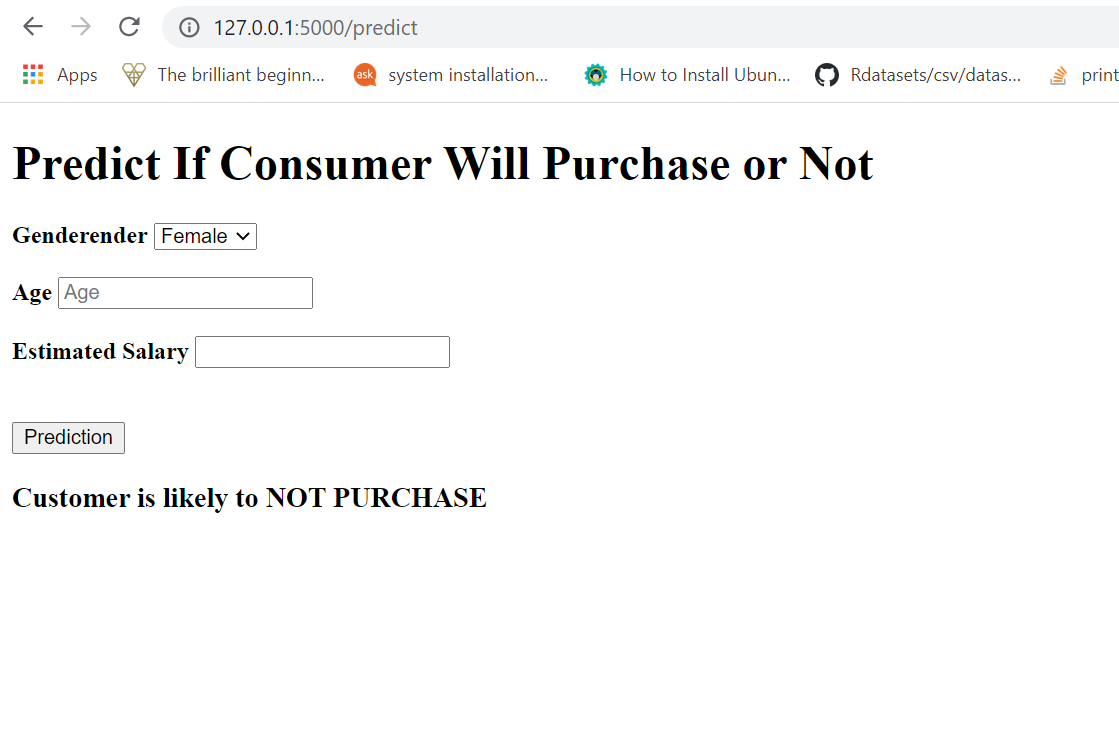 127.0.0.1:5000/predict
Apps The brilliant beginn... ask system installation... How to Install Ubun... Rdatasets/csv/datas... print
Predict If Consumer Will Purchase or Not
Genderender Female
Age Age
Estimated Salary
Prediction
Customer is likely to NOT PURCHASE